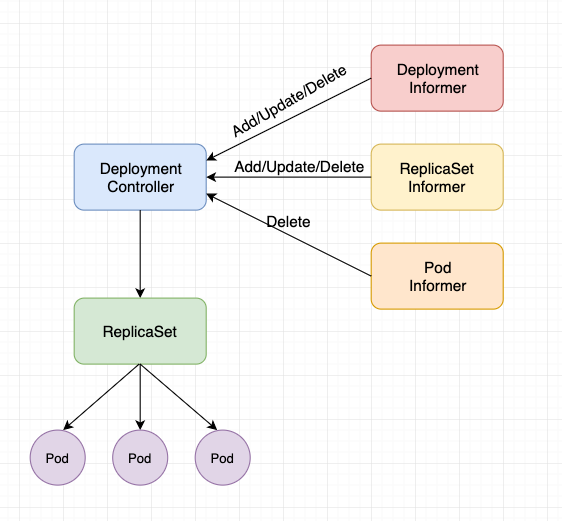 Deployment
Informer
Add/Update/Delete
Deployment
Controller
Add/Update/Delete
ReplicaSet
Informer
Delete
Pod
Informer
ReplicaSet
Pod
Pod
Pod